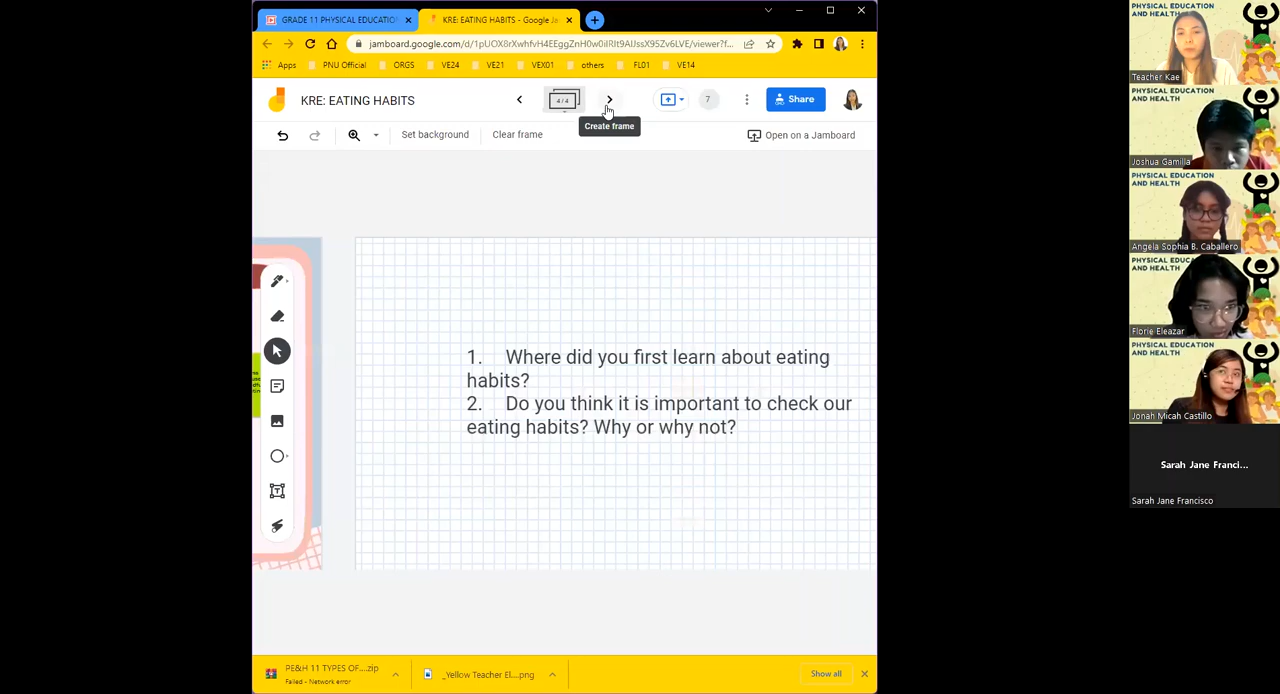 GRADE 11 PHYSICAL EDUCATIO
KRE: EATING HABITS - Google Ja
Apps
PNU Official
ORGS
VE24
VE21
VEX01
others
FL01
VE14
KRE: EATING HABITS
4 / 4
7
Share
Create frame
Set background
Clear frame
Open on a Jamboard
1. Where did you first learn about eating
habits?
2. Do you think it is important to check our
eating habits? Why or why not?
PE&H 11 TYPES OF....zip
Failed - Network error
_Yellow Teacher El....png
Show all
PHYSICAL EDUCATION
AND HEALTH
Teacher Kae
PHYSICAL EDUCATION
AND HEALTH
Joshua Gamilla
PHYSICAL EDUCATION
AND HEALTH
Angela Sophia B. Caballero
PHYSICAL EDUC
AND HEALTH
Florie Eleazar
PHYSICAL EDUCATION
AND HEALTH
Jonah Micah Castillo
Sarah Jane Franci...
Sarah Jane Francisco